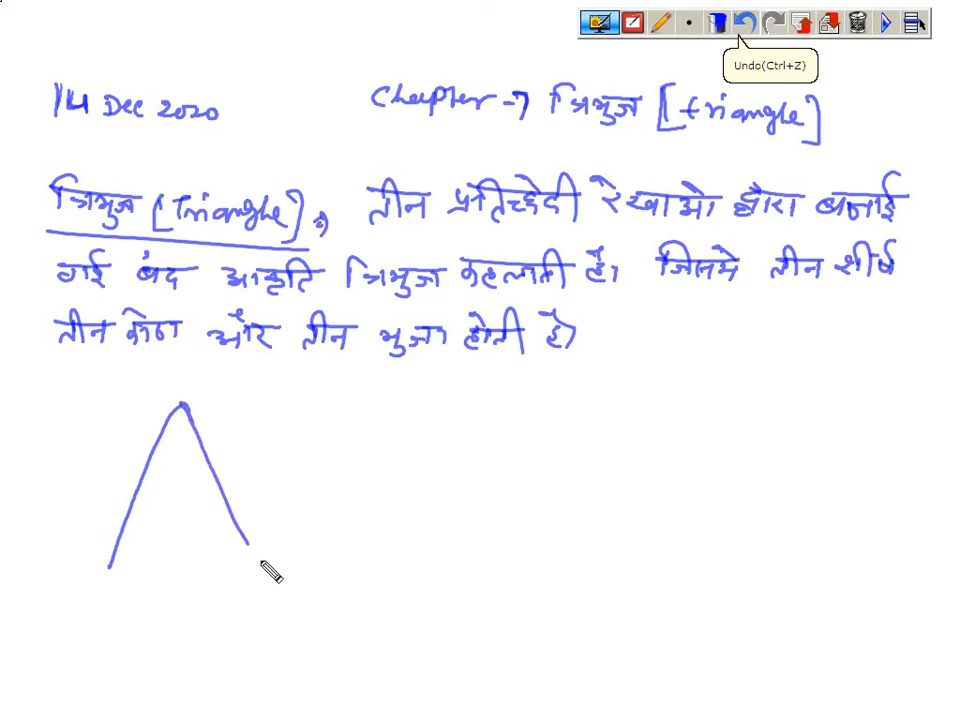 Undo(Ctrl+Z)
14 Dec 2020 Chapter-7 त्रिभुज [triangle]
त्रिभुज [Triangle] तीन प्रतिच्छेदी रेखाओ द्वारा बनाई
गई बंद आकृति त्रिभुज कहलाती है। जिसमे तीन शीर्ष
तीन कोण और तीन भुजा होती है।